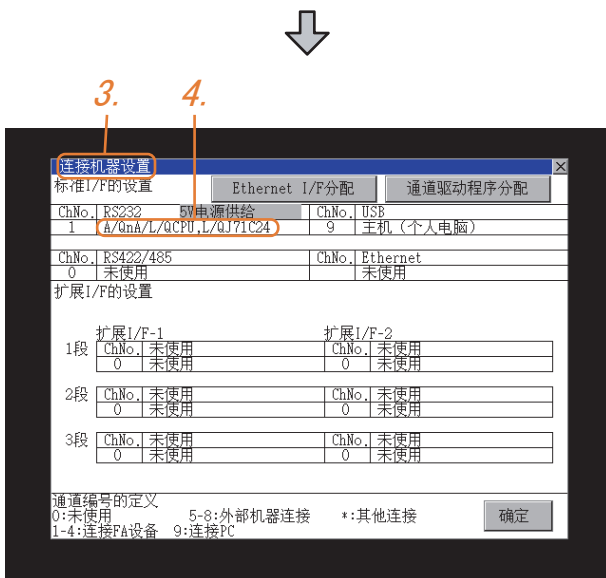 3. 4.
连接机器设置 ×
标准I/F的设置 Ethernet I/F分配 通道驱动程序分配
ChNo. RS232 5V电源供给 ChNo. USB
1 A/QnA/L/QCPU,L/QJ71C24 9 主机（个人电脑）
ChNo. RS422/485 ChNo. Ethernet
0 未使用 未使用
扩展I/F的设置
扩展I/F-1 扩展I/F-2
1段 ChNo. 未使用 ChNo. 未使用
0 未使用 0 未使用
2段 ChNo. 未使用 ChNo. 未使用
0 未使用 0 未使用
3段 ChNo. 未使用 ChNo. 未使用
0 未使用 0 未使用
通道编号的定义
0:未使用 5-8:外部机器连接 *:其他连接 确定
1-4:连接FA设备 9:连接PC